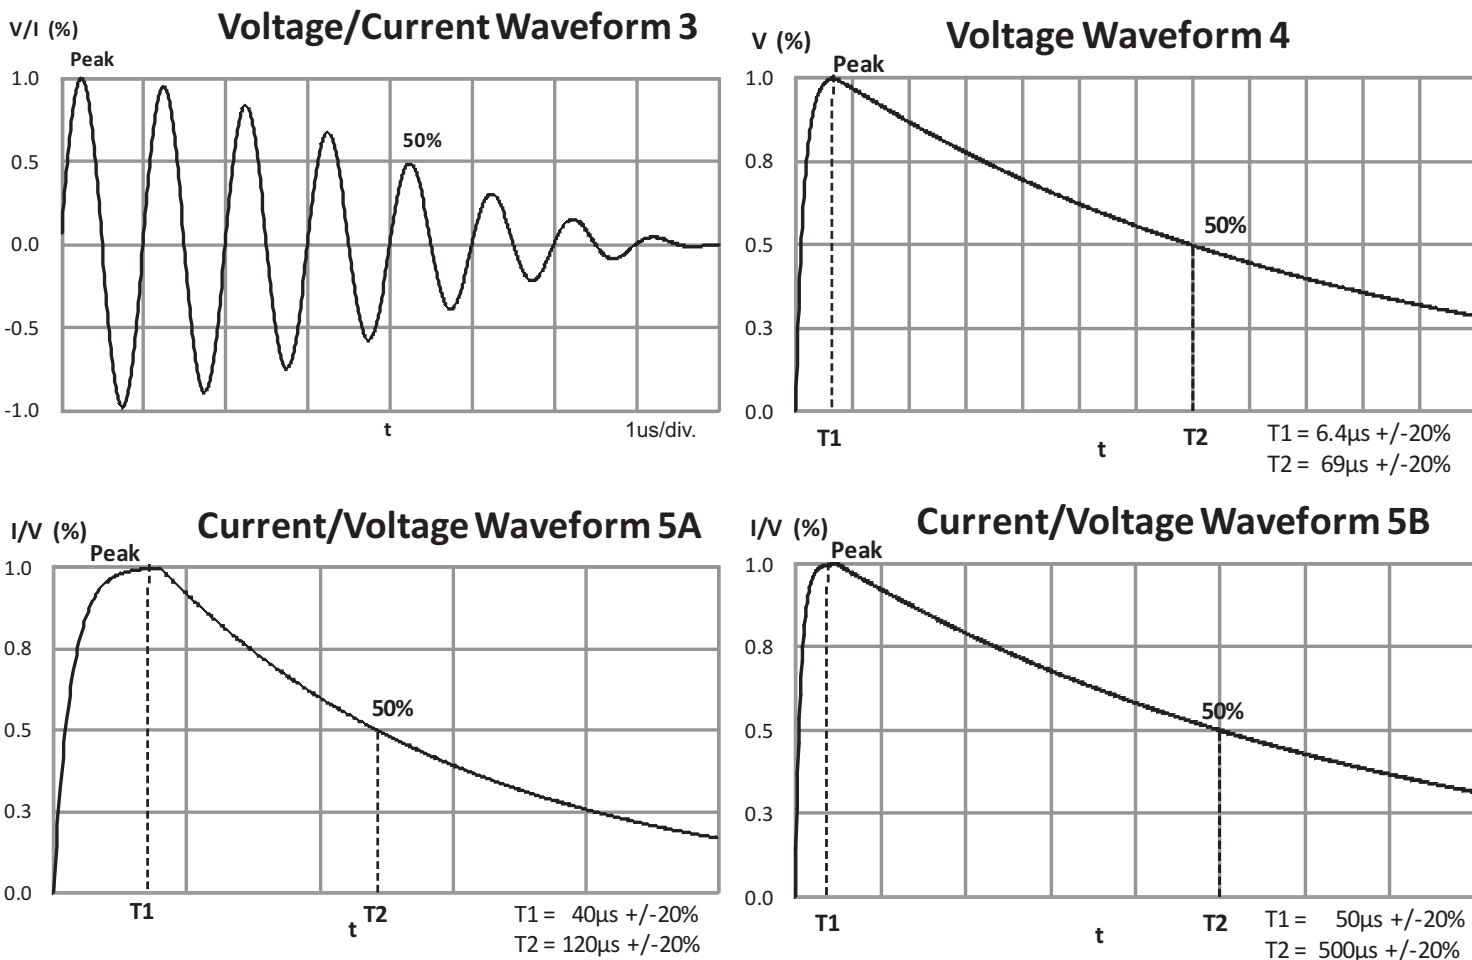 Voltage/Current Waveform 3
V/I (%)
Peak
1.0
0.5
0.0
-0.5
-1.0
50%
t
1us/div.
Voltage Waveform 4
V (%)
Peak
1.0
0.8
0.5
0.3
0.0
50%
T1
t
T2
T1 = 6.4µs +/-20%
T2 = 69µs +/-20%
Current/Voltage Waveform 5A
I/V (%)
Peak
1.0
0.8
0.5
0.3
0.0
50%
T1
t
T2
T1 = 40µs +/-20%
T2 = 120µs +/-20%
Current/Voltage Waveform 5B
I/V (%)
Peak
1.0
0.8
0.5
0.3
0.0
50%
T1
t
T2
T1 = 50µs +/-20%
T2 = 500µs +/-20%